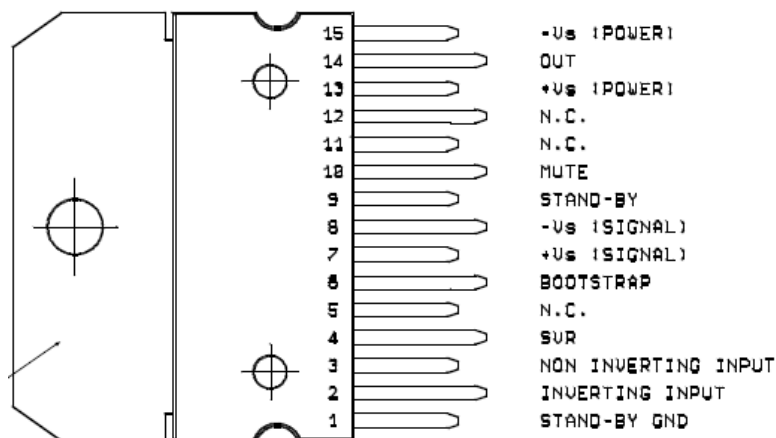 15 -Vs (POWER)
14 OUT
13 +Vs (POWER)
12 N.C.
11 N.C.
10 MUTE
9 STAND-BY
8 -Vs (SIGNAL)
7 +Vs (SIGNAL)
6 BOOTSTRAP
5 N.C.
4 SVR
3 NON INVERTING INPUT
2 INVERTING INPUT
1 STAND-BY GND